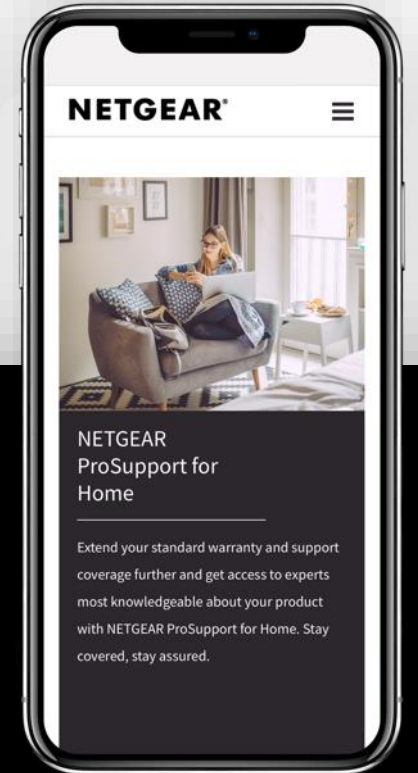 NETGEAR®
NETGEAR
ProSupport for
Home
Extend your standard warranty and support
coverage further and get access to experts
most knowledgeable about your product
with NETGEAR ProSupport for Home. Stay
covered, stay assured.